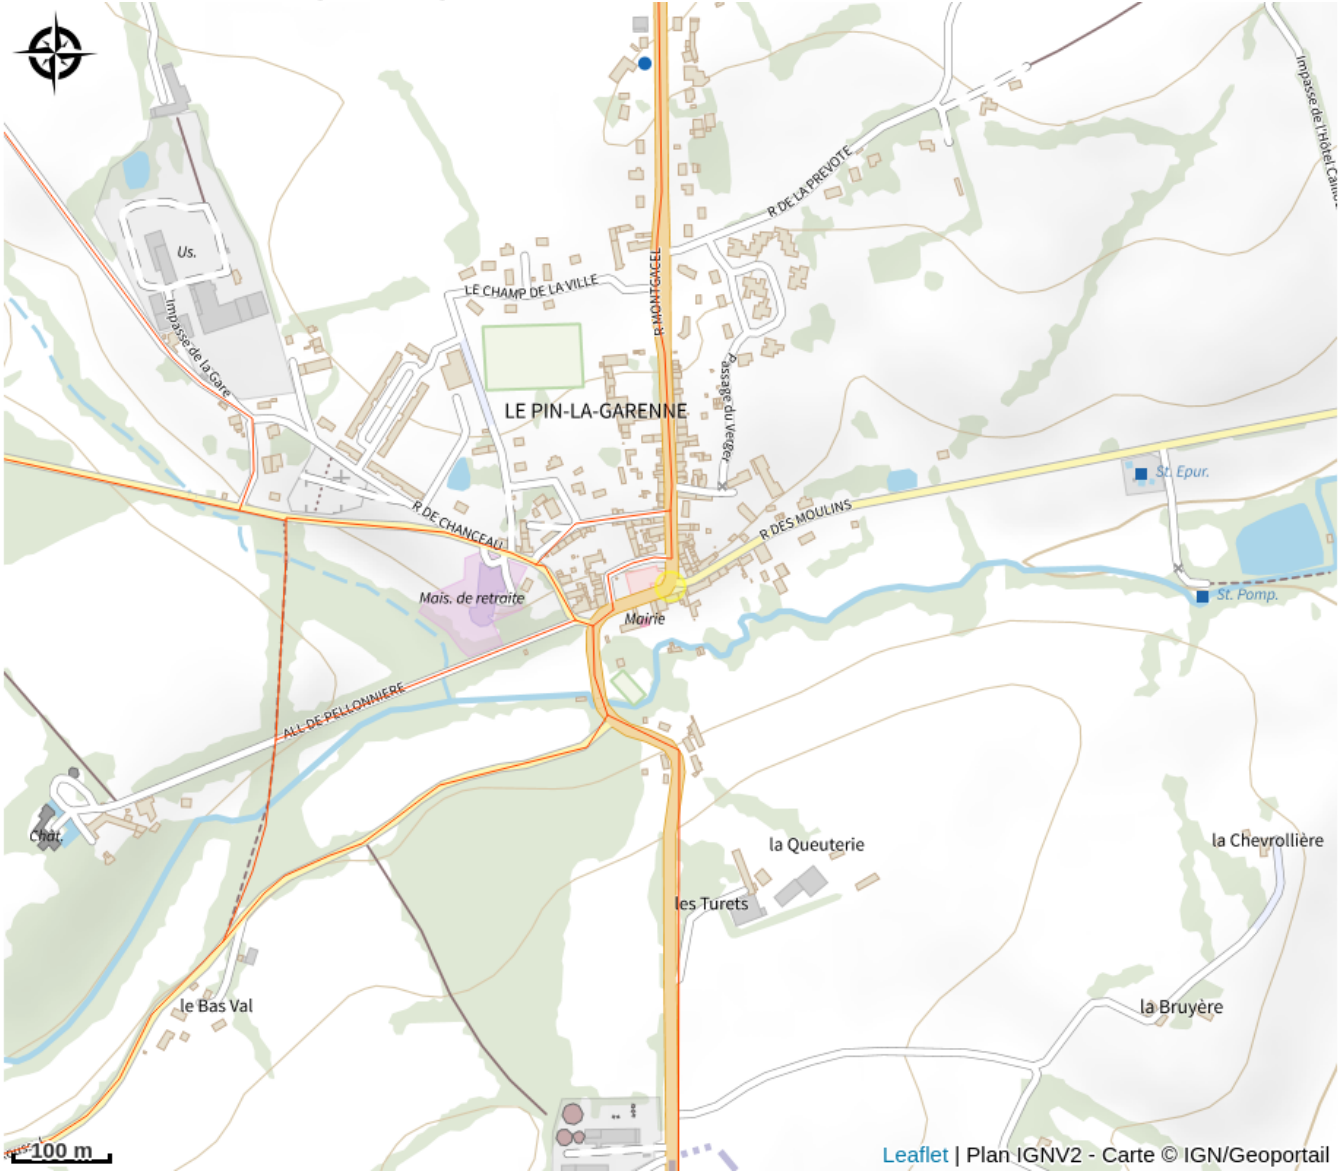 Impasse de l'Hôtel
R DE LA PREVOTE
Us.
R MONTGACEL
LE CHAMP DE LA VILLE
Impasse de la Gare
Passage du Verger
LE PIN-LA-GARENNE
St. Epur.
R DE CHANCEAU
R DES MOULINS
Mais. de retraite
St. Pomp.
Mairie
ALL DE PELLONNIERE
Chât.
la Queuterie
la Chevrollière
les Turets
le Bas Val
la Bruyère
100 m
Leaflet | Plan IGNV2 - Carte © IGN/Geoportail